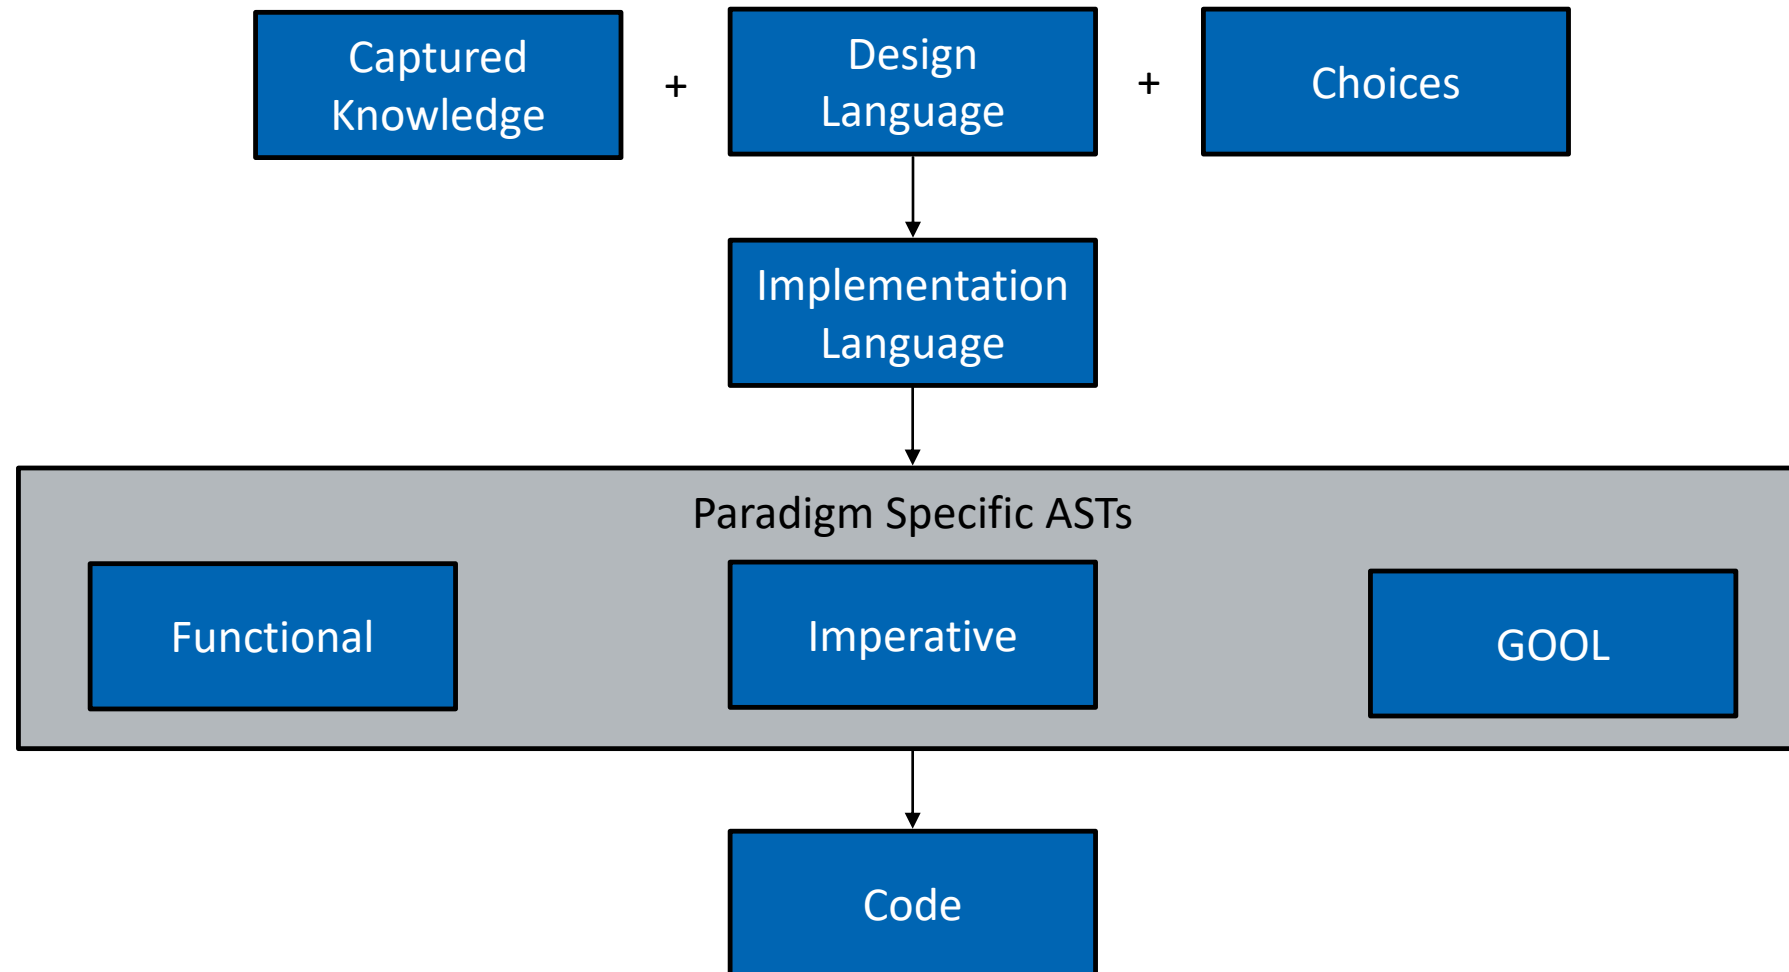 Captured
Knowledge
+
Design
Language
+
Choices
Implementation
Language
Paradigm Specific ASTs
Functional
Imperative
GOOL
Code